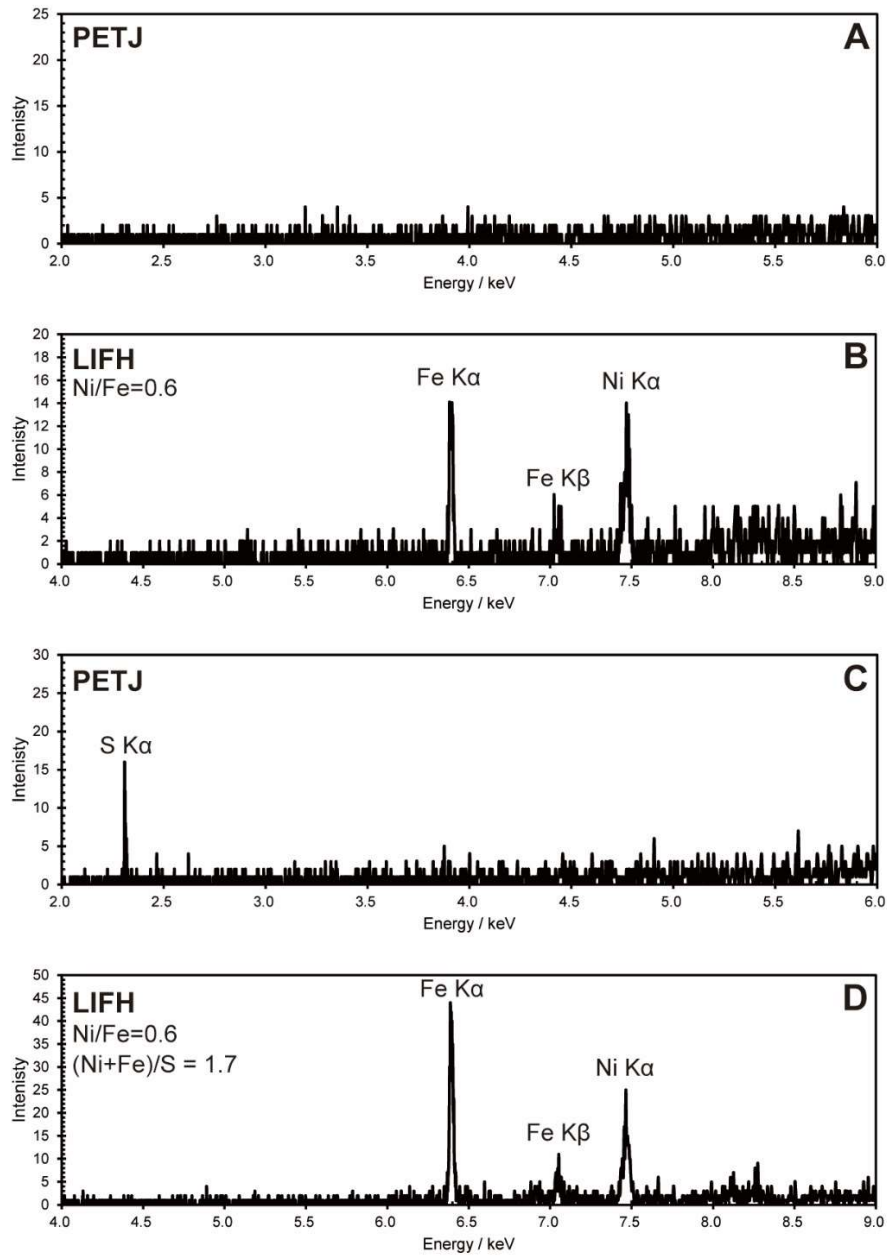 PETJ
A
25
20
15
10
5
0
Intenisty
2.0 2.5 3.0 3.5 4.0 4.5 5.0 5.5 6.0
Energy / keV
LIFH
B
Ni/Fe=0.6
Fe Kα
Ni Kα
Fe Kβ
20
18
16
14
12
10
8
6
4
2
0
Intenisty
4.0 4.5 5.0 5.5 6.0 6.5 7.0 7.5 8.0 8.5 9.0
Energy / keV
PETJ
C
S Kα
30
25
20
15
10
5
0
Intenisty
2.0 2.5 3.0 3.5 4.0 4.5 5.0 5.5 6.0
Energy / keV
LIFH
D
Ni/Fe=0.6
(Ni+Fe)/S = 1.7
Fe Kα
Ni Kα
Fe Kβ
50
45
40
35
30
25
20
15
10
5
0
Intenisty
4.0 4.5 5.0 5.5 6.0 6.5 7.0 7.5 8.0 8.5 9.0
Energy / keV